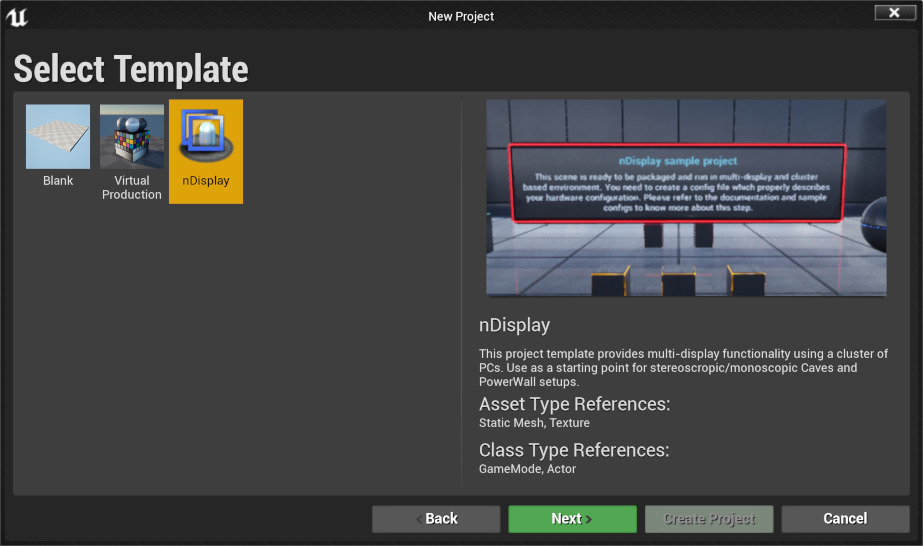 New Project
Select Template
Blank
Virtual
Production
nDisplay
nDisplay sample project
This scene is ready to be packaged and run in multi-display and cluster
based environment. You need to create a config file which properly describes
your hardware configuration. Please refer to the documentation and sample
configs to know more about this step.
nDisplay
This project template provides multi-display functionality using a cluster of
PCs. Use as a starting point for stereoscropic/monoscopic Caves and
PowerWall setups.
Asset Type References:
Static Mesh, Texture
Class Type References:
GameMode, Actor
Back
Next
Create Project
Cancel